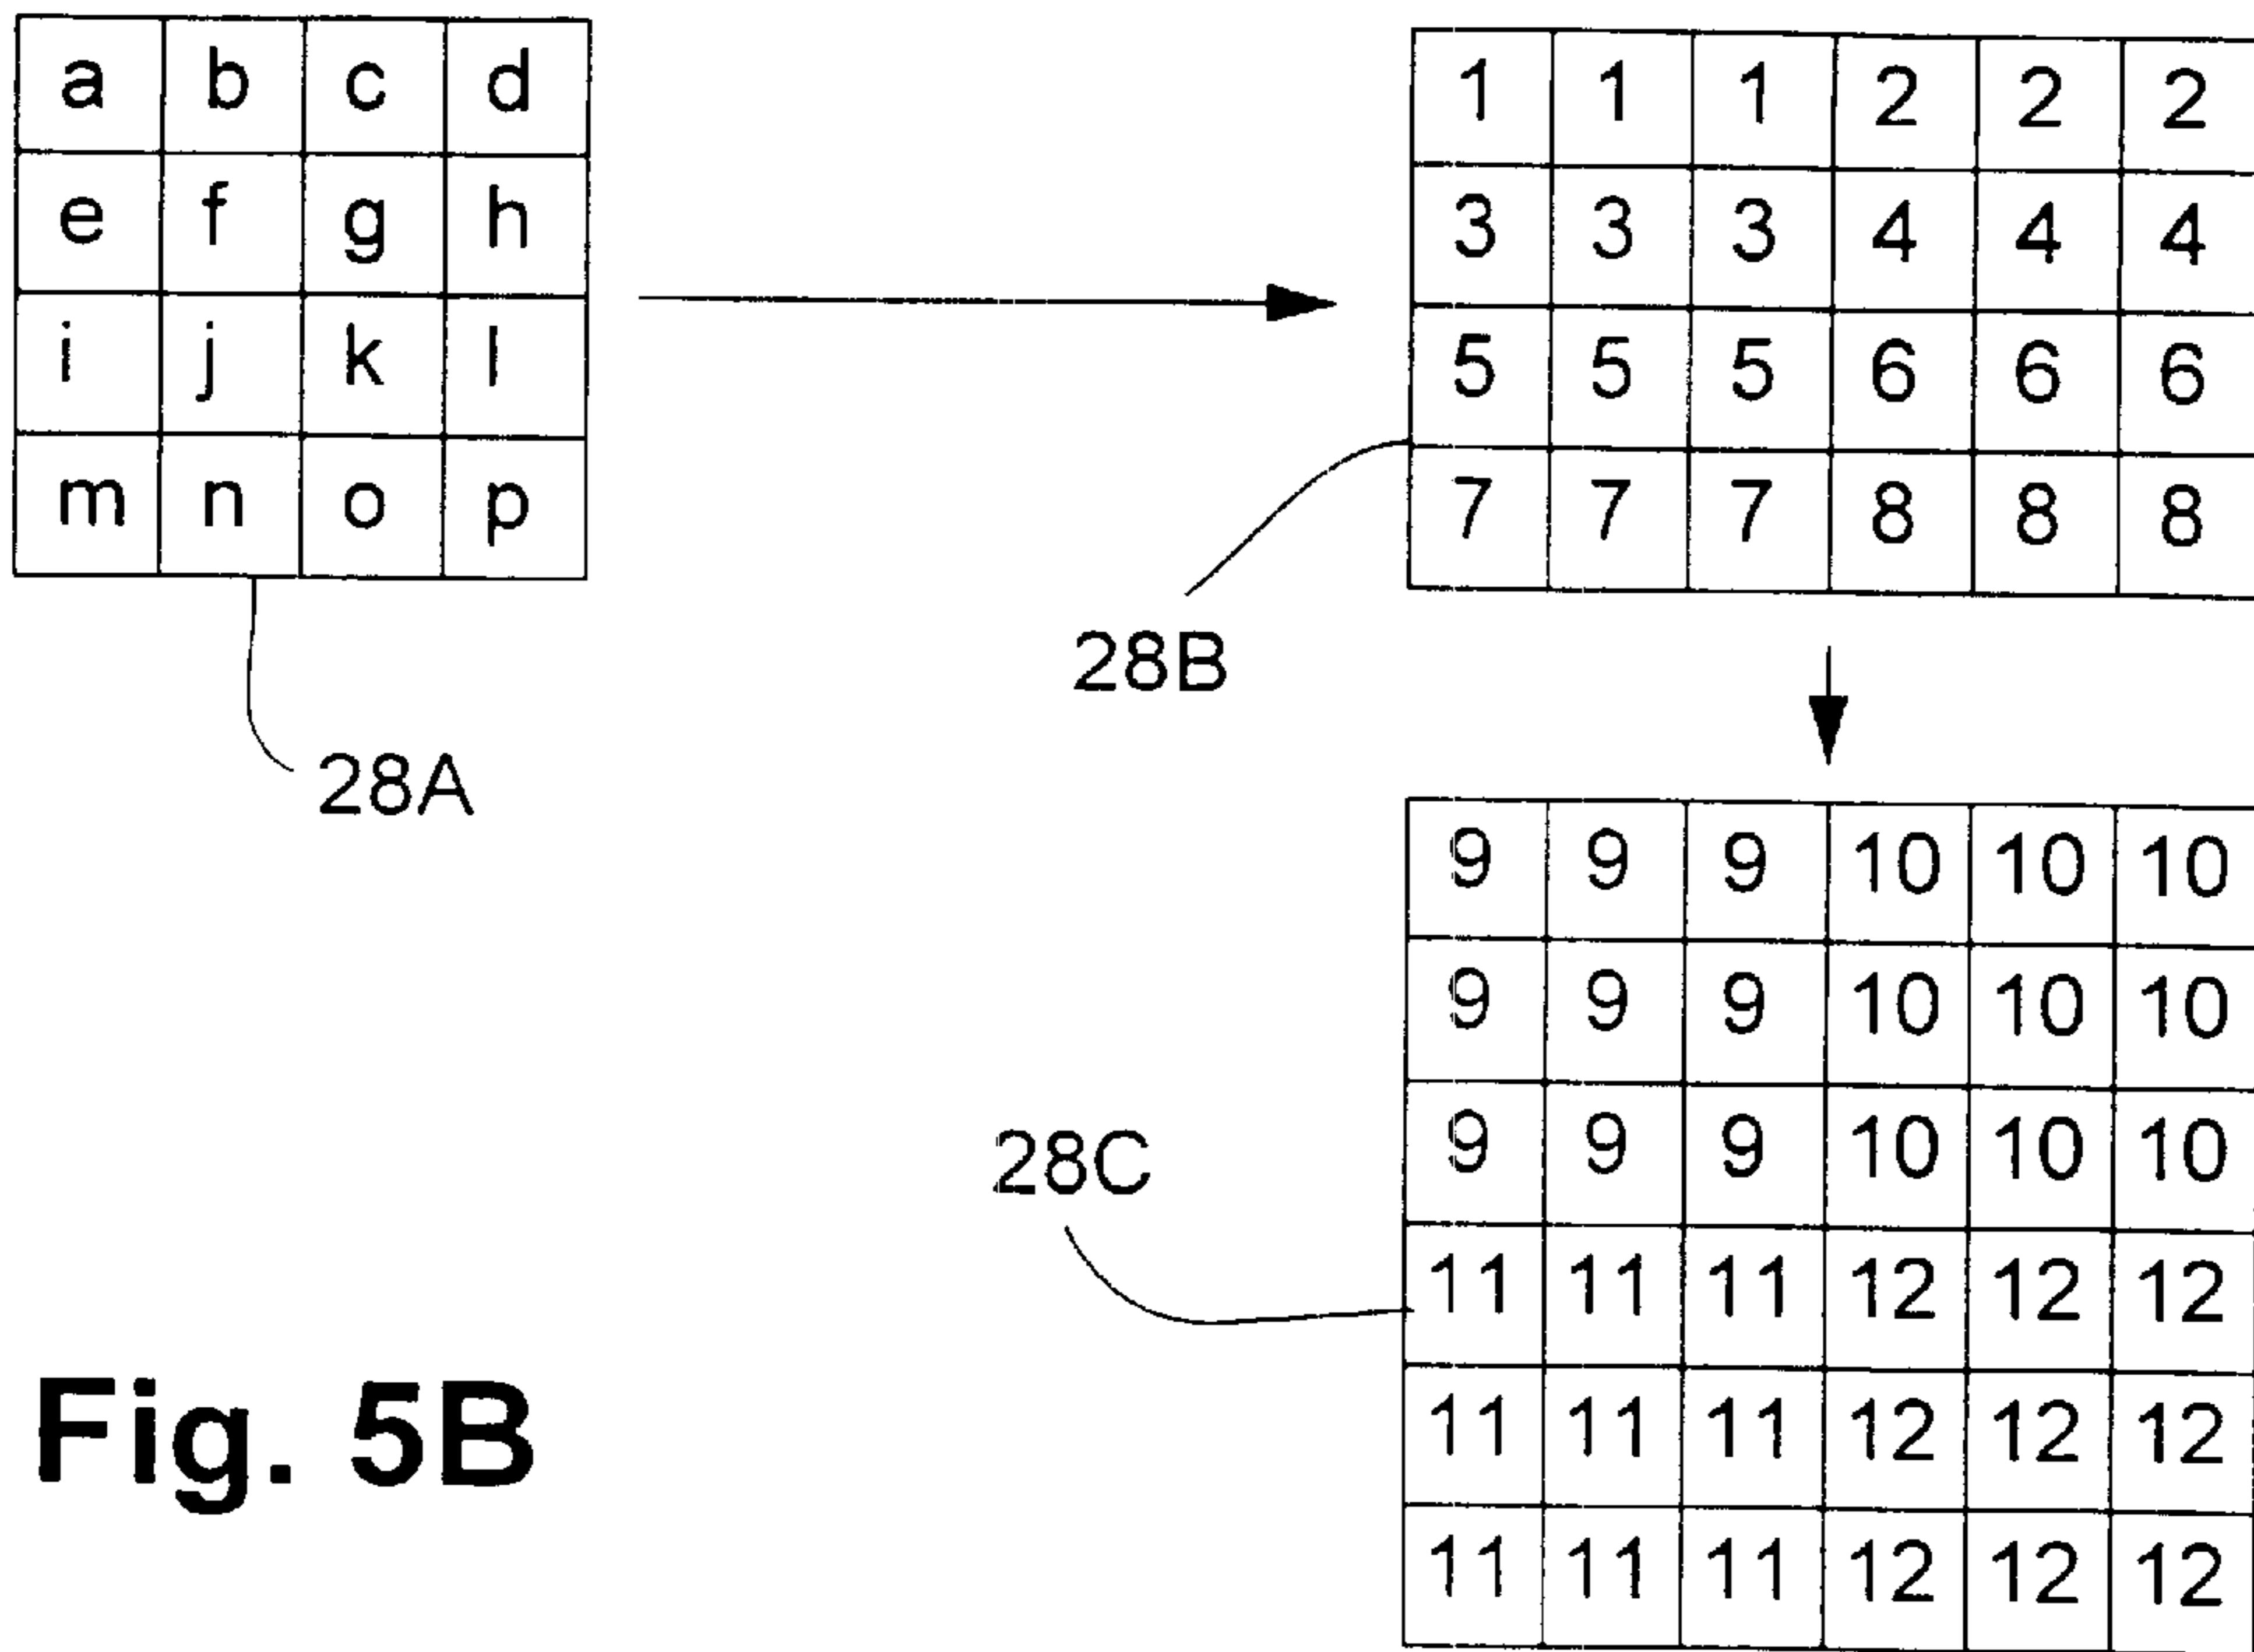 a b c d
e f g h
i j k l
m n o p
28A
1 1 1 2 2 2
3 3 3 4 4 4
5 5 5 6 6 6
7 7 7 8 8 8
28B
9 9 9 10 10 10
9 9 9 10 10 10
9 9 9 10 10 10
11 11 11 12 12 12
11 11 11 12 12 12
11 11 11 12 12 12
28C
Fig. 5B